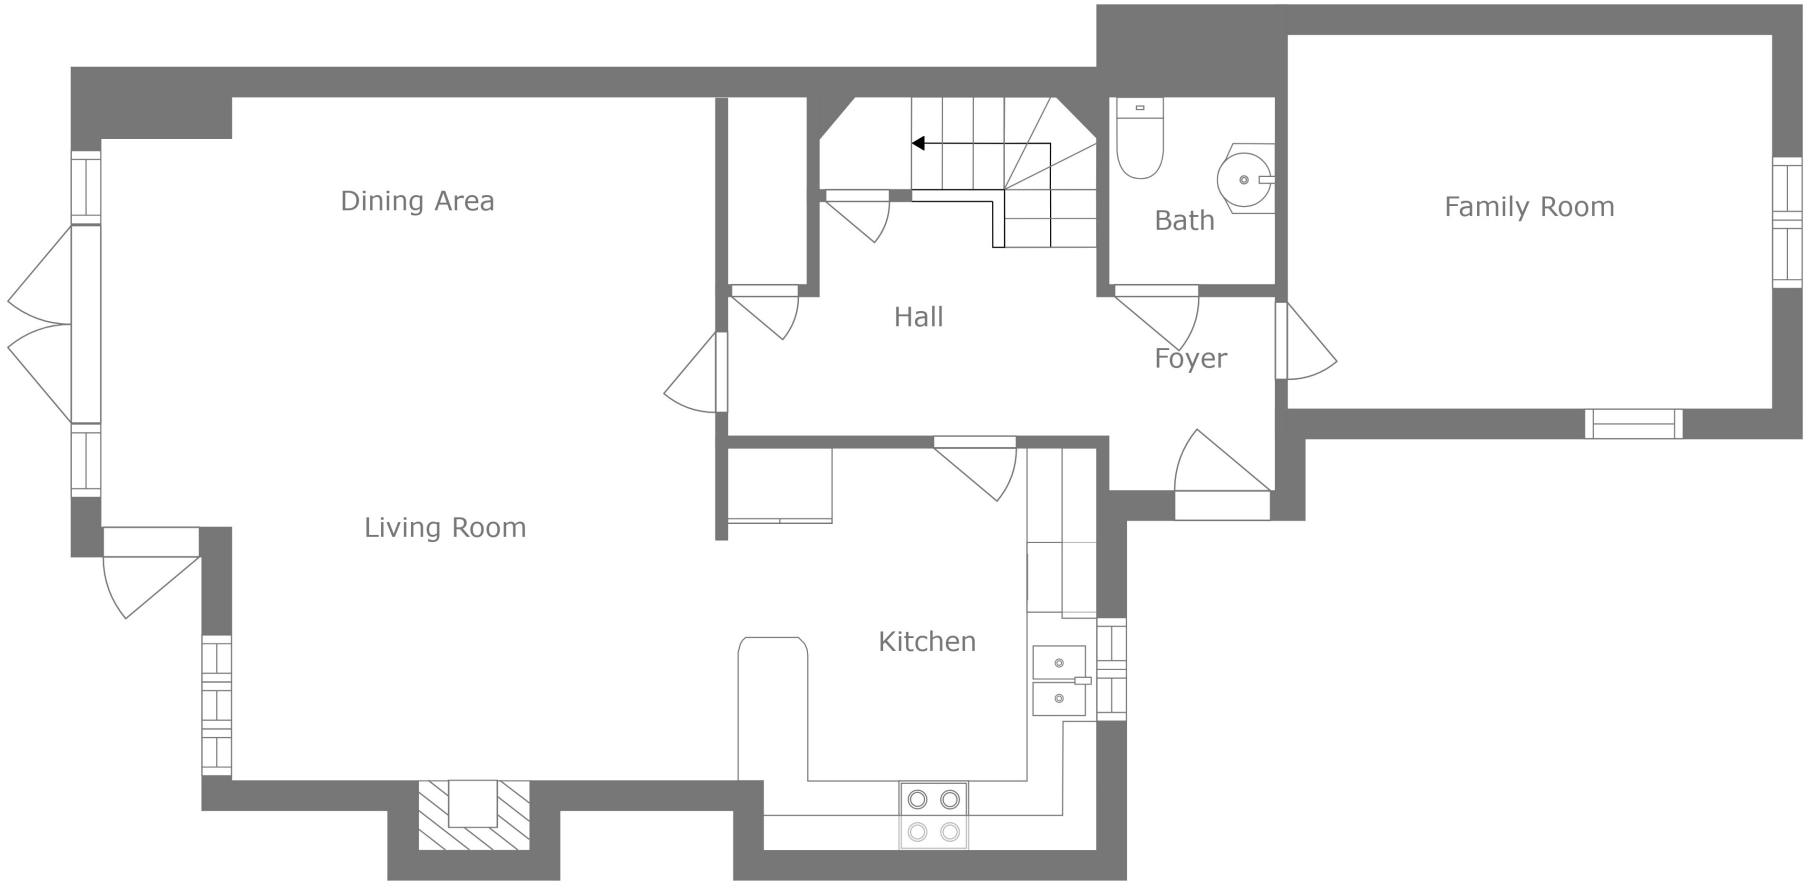 Dining Area
Family Room
Bath
Hall
Foyer
Living Room
Kitchen